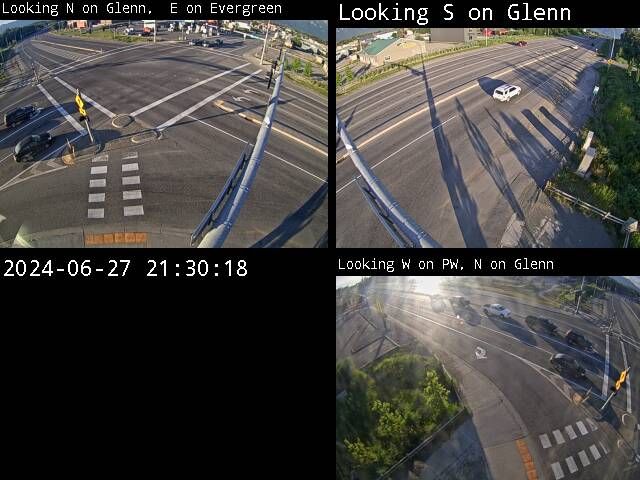 Looking N on Glenn, E on Evergreen
Looking S on Glenn
2024-06-27 21:30:18
Looking W on PW, N on Glenn